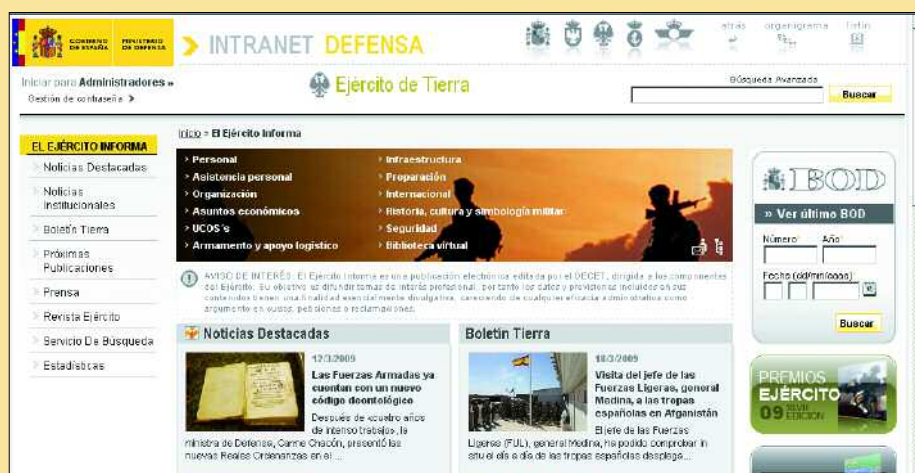 GOBIERNO DE ESPAÑA
MINISTERIO DE DEFENSA
INTRANET DEFENSA
atrás
organigrama
Iniciar para Administradores »
Gestión de contraseña >
Ejército de Tierra
Búsqueda Avanzada
Buscar
EL EJÉRCITO INFORMA
Noticias Destacadas
Noticias
Institucionales
Boletín Tierra
Próximas
Publicaciones
Prensa
Revista Ejército
Servicio De Búsqueda
Estadísticas
Inicio > El Ejército Informa
> Personal
> Asistencia personal
> Organización
> Asuntos económicos
> UCOS's
> Armamento y apoyo logístico
> Infraestructura
> Preparación
> Internacional
> Historia, cultura y simbología militar
> Seguridad
> Biblioteca virtual
AVISO DE INTERÉS: El Ejército Informa es una publicación electrónica editada por el DECET, dirigida a los componentes
del Ejército. Su objetivo es difundir temas de interés profesional, por tanto los datos y previsiones incluidos en sus
contenidos tienen una finalidad esencialmente divulgativa, careciendo de cualquier eficacia administrativa como
argumento en quejas, peticiones o reclamaciones.
Noticias Destacadas
12/3/2009
Las Fuerzas Armadas ya
cuentan con un nuevo
código deontológico
Después de «cuatro años
de intenso trabajo», la
ministra de Defensa, Carme Chacón, presentó las
nuevas Reales Ordenanzas en el ...
Boletín Tierra
18/3/2009
Visita del jefe de las
Fuerzas Ligeras, general
Medina, a las tropas
españolas en Afganistán
El jefe de las Fuerzas
Ligeras (FUL), general Medina, ha podido comprobar in
situ el día a día de las tropas españolas desplega...
BOD
» Ver último BOD
Número* Año*
Fecha (dd/mm/aaaa)
Buscar
PREMIOS
EJÉRCITO
09 XLVII
EDICION